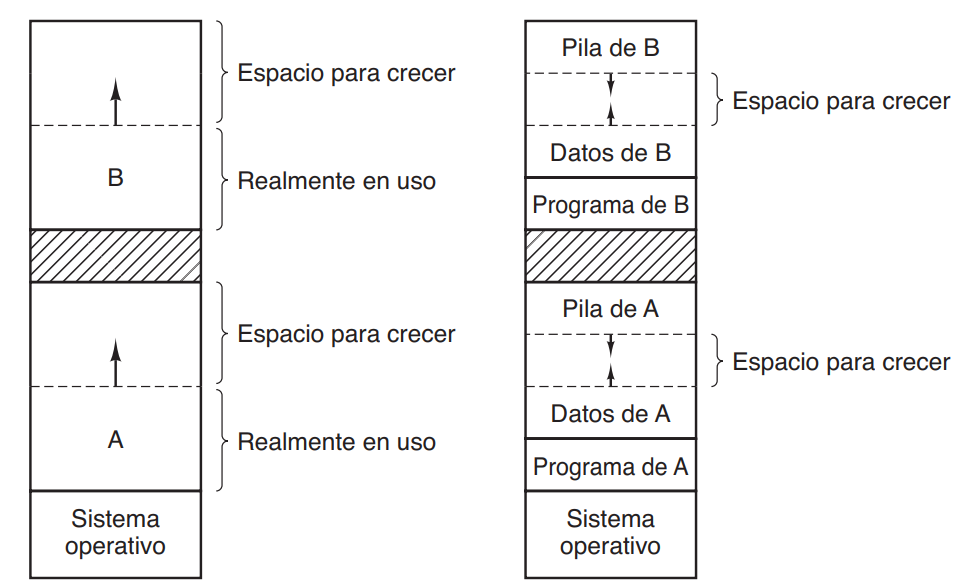 Espacio para crecer
B
Realmente en uso
Espacio para crecer
A
Realmente en uso
Sistema
operativo
Pila de B
Espacio para crecer
Datos de B
Programa de B
Pila de A
Espacio para crecer
Datos de A
Programa de A
Sistema
operativo